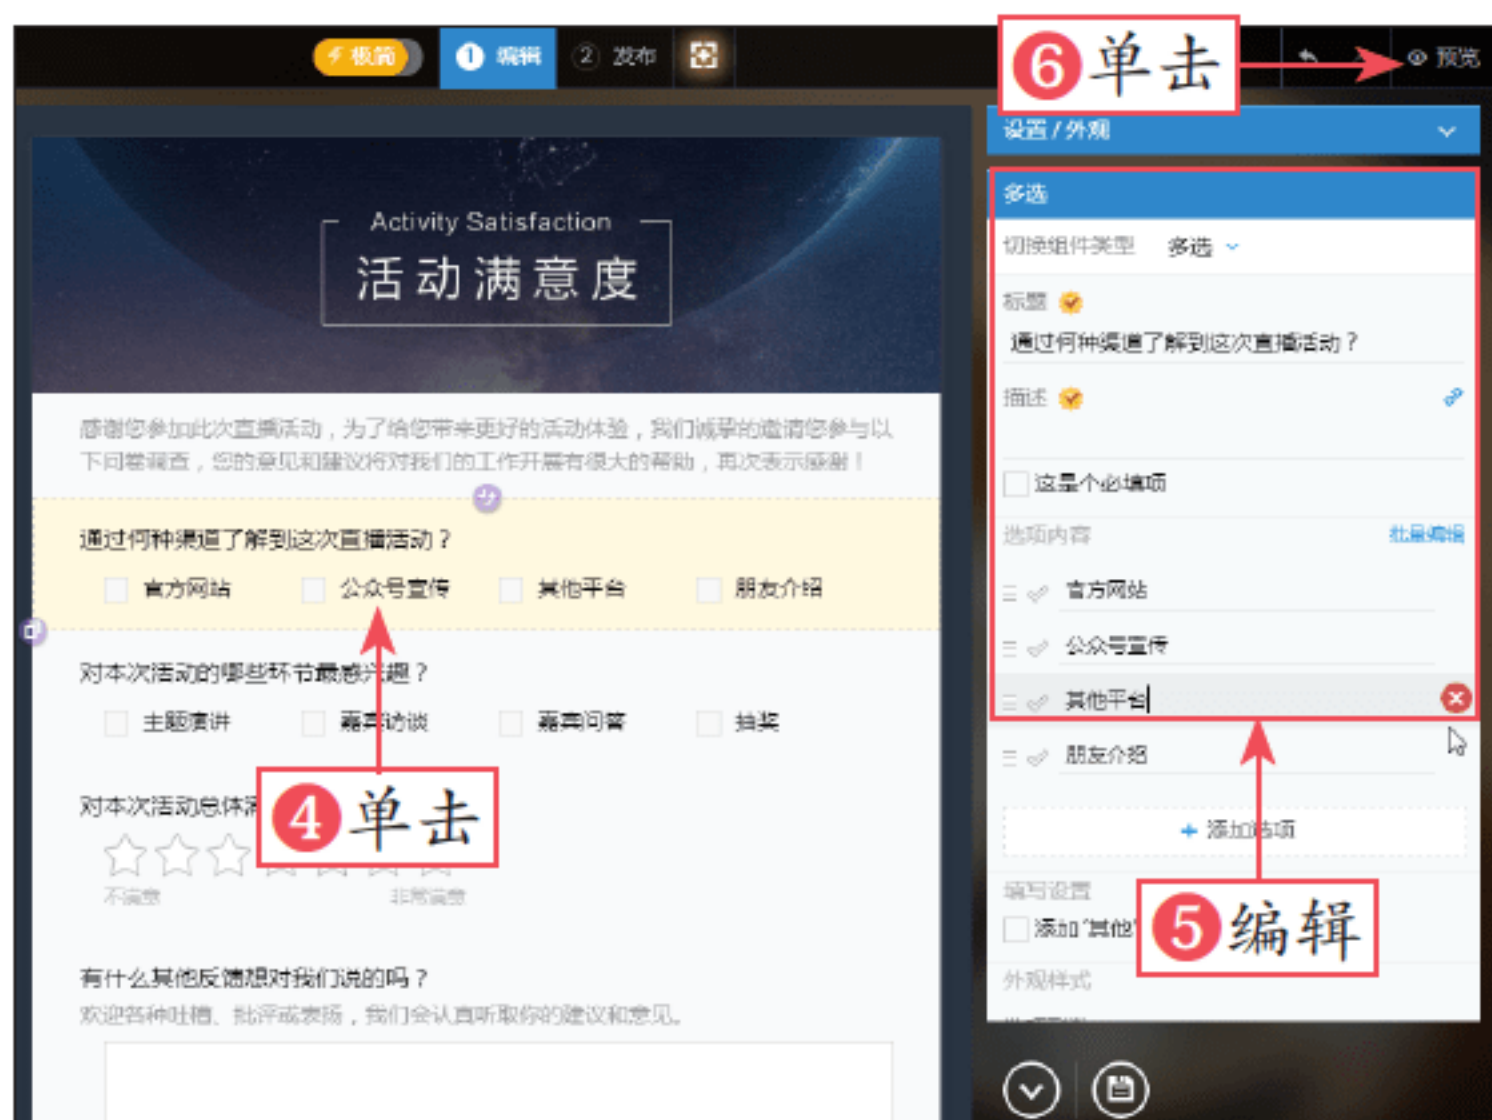 极简
1 编辑
2 发布
6 单击
预览
设置 / 外观
Activity Satisfaction
活动满意度
感谢您参加此次直播活动，为了给您带来更好的活动体验，我们诚挚的邀请您参与以
下问卷调查，您的意见和建议将对我们的工作开展有很大的帮助，再次表示感谢！
通过何种渠道了解到这次直播活动？
官方网站
公众号宣传
其他平台
朋友介绍
对本次活动的哪些环节最感兴趣？
主题演讲
嘉宾访谈
嘉宾问答
抽奖
对本次活动总体
4 单击
不满意
非常满意
有什么其他反馈想对我们说的吗？
欢迎各种吐槽、批评或表扬，我们会认真听取你的建议和意见。
多选
切换组件类型 多选
标题
通过何种渠道了解到这次直播活动？
描述
这是个必填项
选项内容 批量编辑
官方网站
公众号宣传
其他平台
朋友介绍
+ 添加选项
填写设置
添加"其他"
5 编辑
外观样式